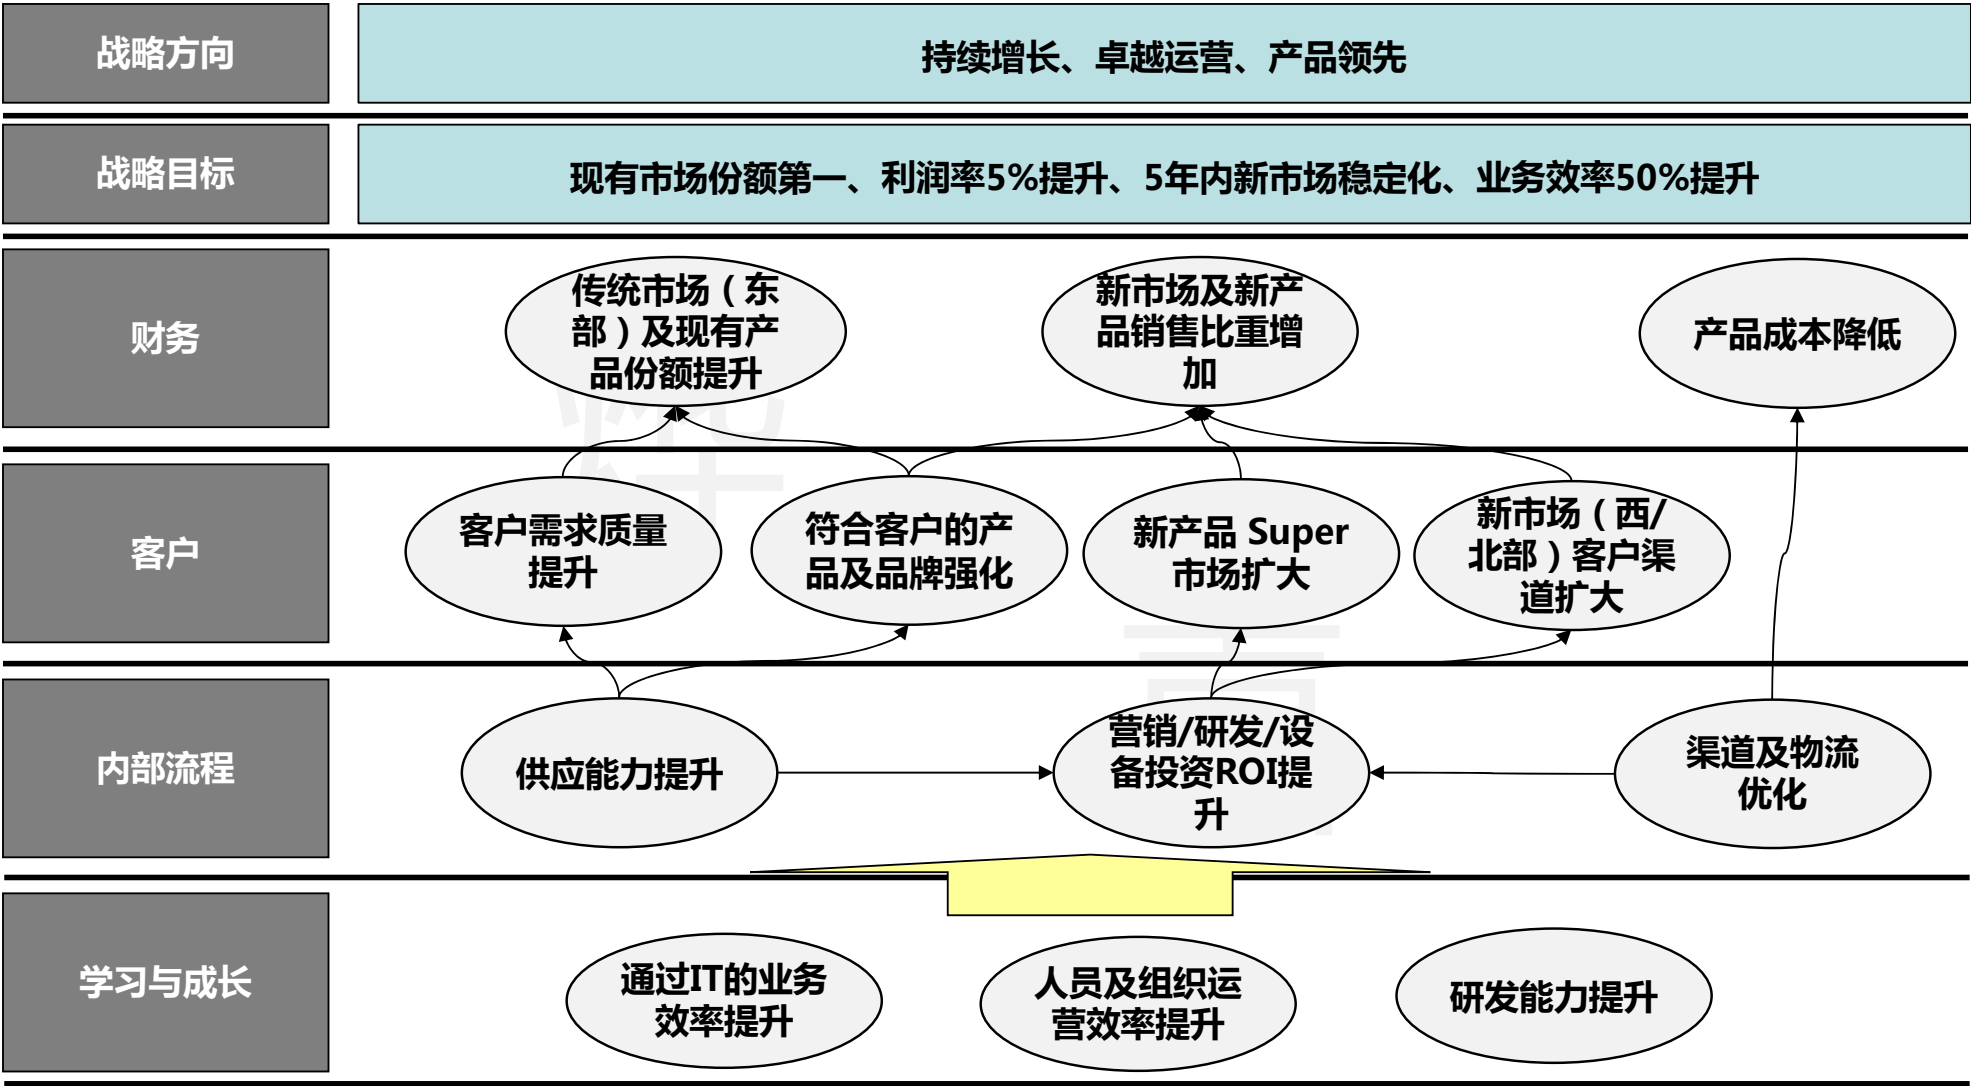 战略方向
持续增长、卓越运营、产品领先
战略目标
现有市场份额第一、利润率5%提升、5年内新市场稳定化、业务效率50%提升
财务
传统市场（东
部）及现有产
品份额提升
新市场及新产
品销售比重增
加
产品成本降低
客户
客户需求质量
提升
符合客户的产
品及品牌强化
新产品 Super
市场扩大
新市场（西/
北部）客户渠
道扩大
内部流程
供应能力提升
营销/研发/设
备投资ROI提
升
渠道及物流
优化
学习与成长
通过IT的业务
效率提升
人员及组织运
营效率提升
研发能力提升